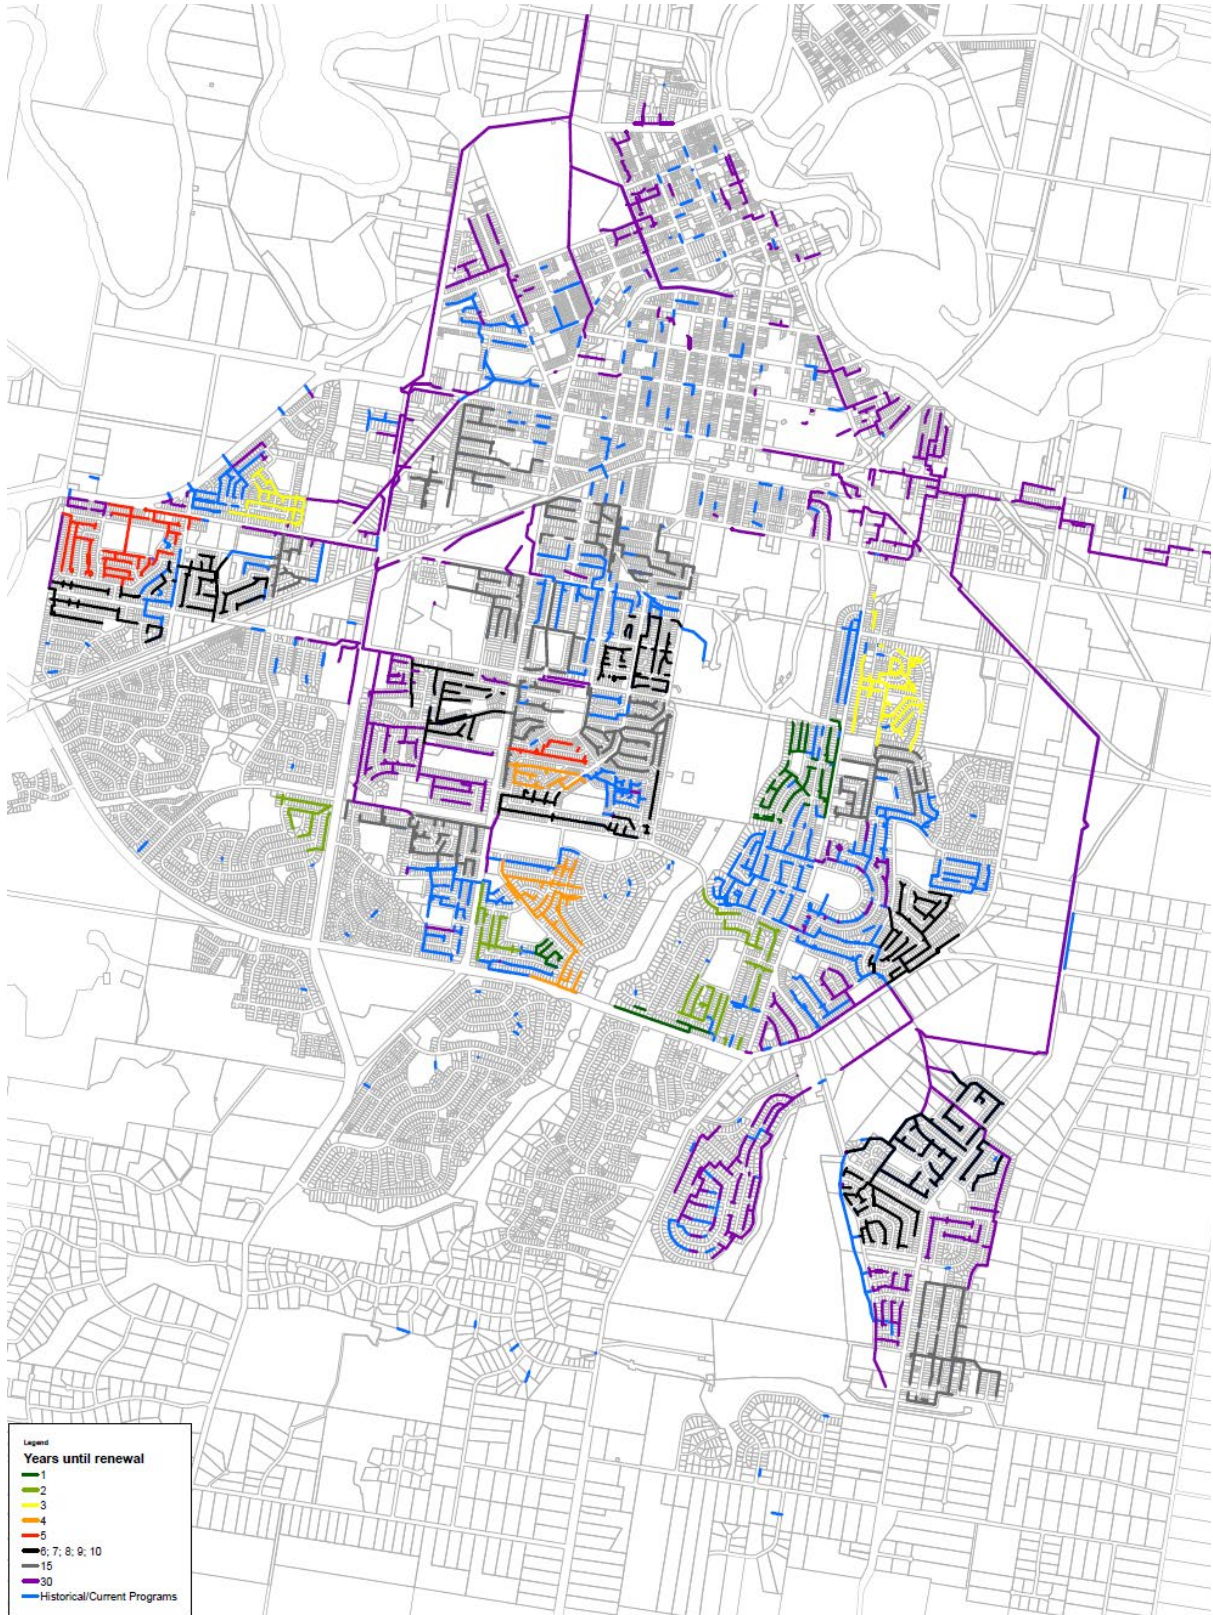 Legend
Years until renewal
1
2
3
4
5
6; 7; 8; 9; 10
15
30
Historical/Current Programs